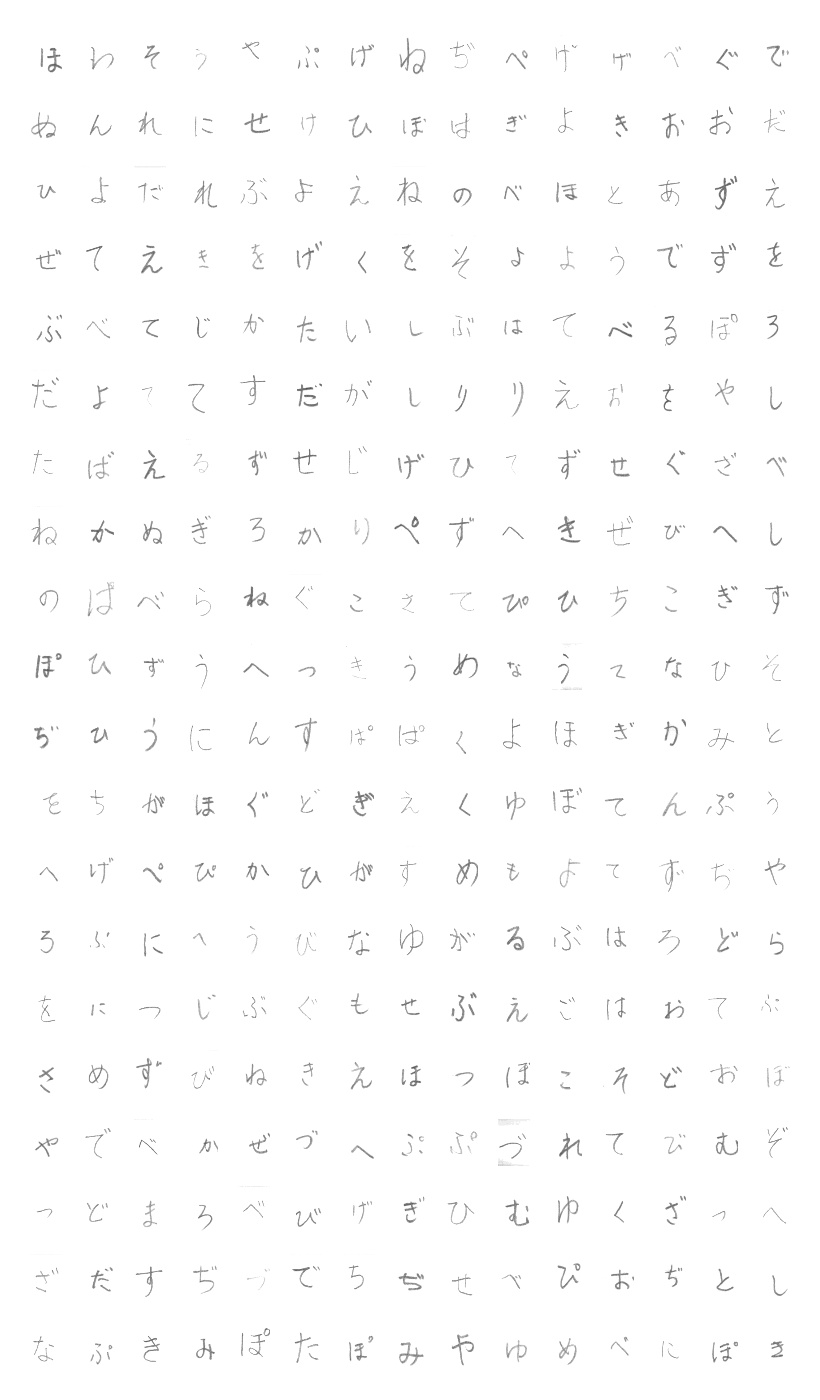 ほわそぅやぷげねぢぺげげべぐで
ぬんれにせけひぼはぎよきおおだ
ひよだれぶよえねのべほとあずえ
ぜてえきをげくをそょようでずを
ぶべてじかたいしぶはてべるぽろ
だよててすだがしりりえおをやし
たばえるずせじげひてずせぐざべ
ねかぬぎろかりぺずへきぜびへし
のばべらねぐこさてぴひちこぎず
ぽひずうへっきぅめなうてなひそ
ぢひうにんすぱぱくよほぎかみと
をちがほぐどぎえくゆぼてんぷう
へげぺぴかひがすめもよてずぢや
ろぶにへうびなゆがるぶはろどら
をにつじぶぐもせぶえごはおてぶ
さめずびねきえほつぼこそどおぼ
やでべかぜづへぷぷづれてびむぞ
っどまろべびげぎひむゆくざっへ
ざだすぢづでちぢせべぴおぢとし
なぷきみぽたぽみやゆめべにぽき